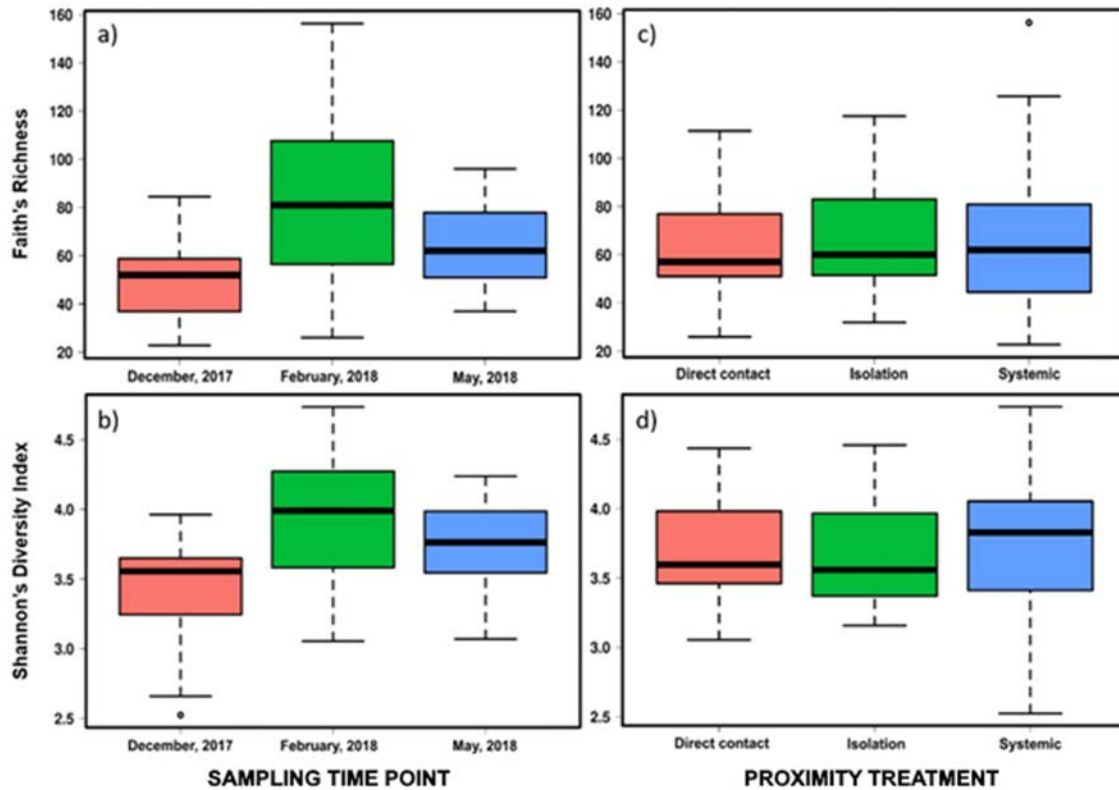 a)
Faith's Richness
160
140
120
100
80
60
40
20
December, 2017 February, 2018 May, 2018
c)
160
140
120
100
80
60
40
20
Direct contact Isolation Systemic
b)
Shannon's Diversity Index
4.5
4.0
3.5
3.0
2.5
December, 2017 February, 2018 May, 2018
SAMPLING TIME POINT
d)
4.5
4.0
3.5
3.0
2.5
Direct contact Isolation Systemic
PROXIMITY TREATMENT